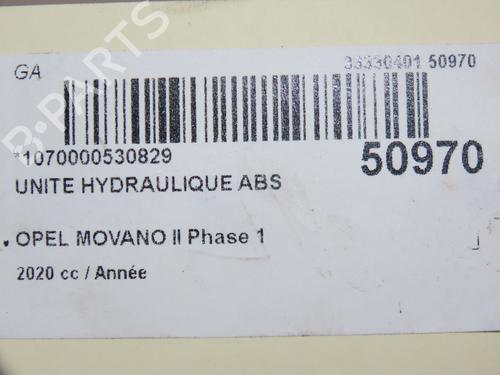 GA
33330401 50970
*1070000530829
50970
UNITE HYDRAULIQUE ABS
OPEL MOVANO II Phase 1
2020 cc / Année
B-PARTS